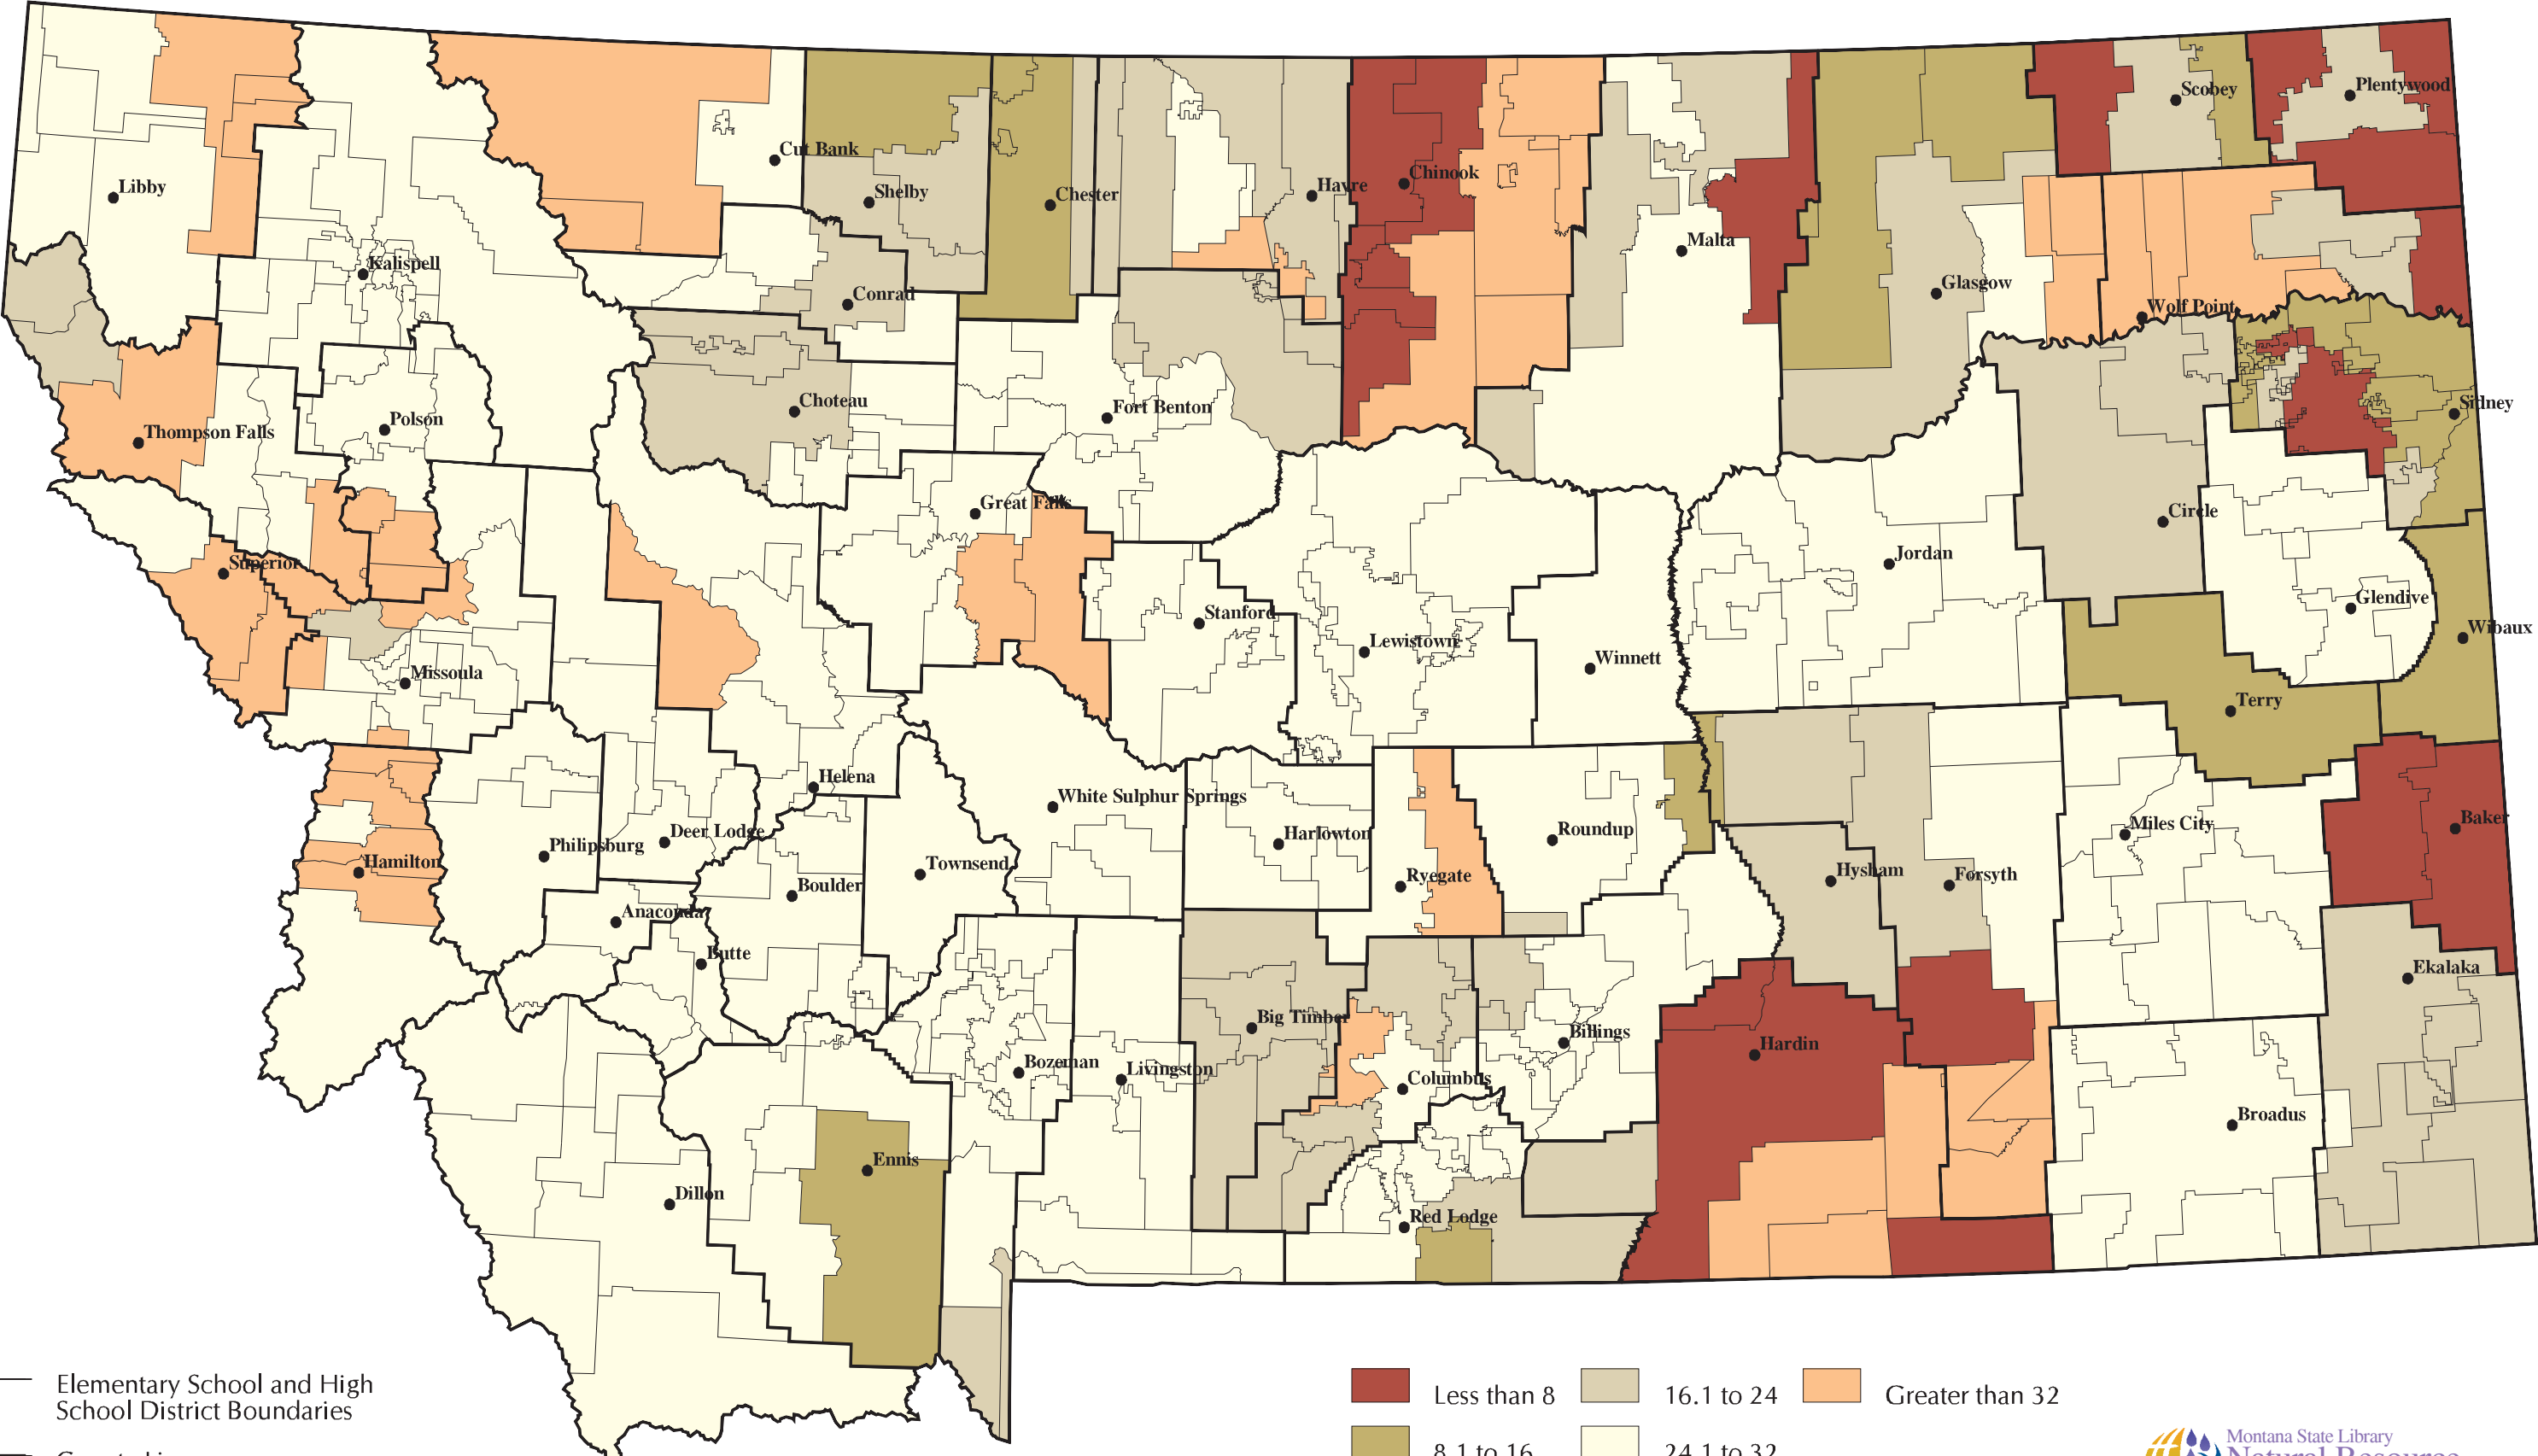 Plentywood
Scobey
Cut Bank
Chinook
Libby
Shelby
Havre
Chester
Malta
Kalispell
Glasgow
Conrad
Wolf Point
Choteau
Fort Benton
Sidney
Polson
Thompson Falls
Great Falls
Circle
Jordan
Superior
Glendive
Stanford
Wibaux
Lewistown
Winnett
Missoula
Terry
Helena
White Sulphur Springs
Baker
Miles City
Deer Lodge
Harlowton
Roundup
Philipsburg
Hamilton
Townsend
Hysham
Forsyth
Ryegate
Boulder
Anaconda
Butte
Ekalaka
Big Timber
Billings
Hardin
Bozeman
Livingston
Columbus
Broadus
Ennis
Dillon
Red Lodge
Elementary School and High
School District Boundaries
Less than 8
16.1 to 24
Greater than 32
8.1 to 16
24.1 to 32
Montana State Library
Natural Resource